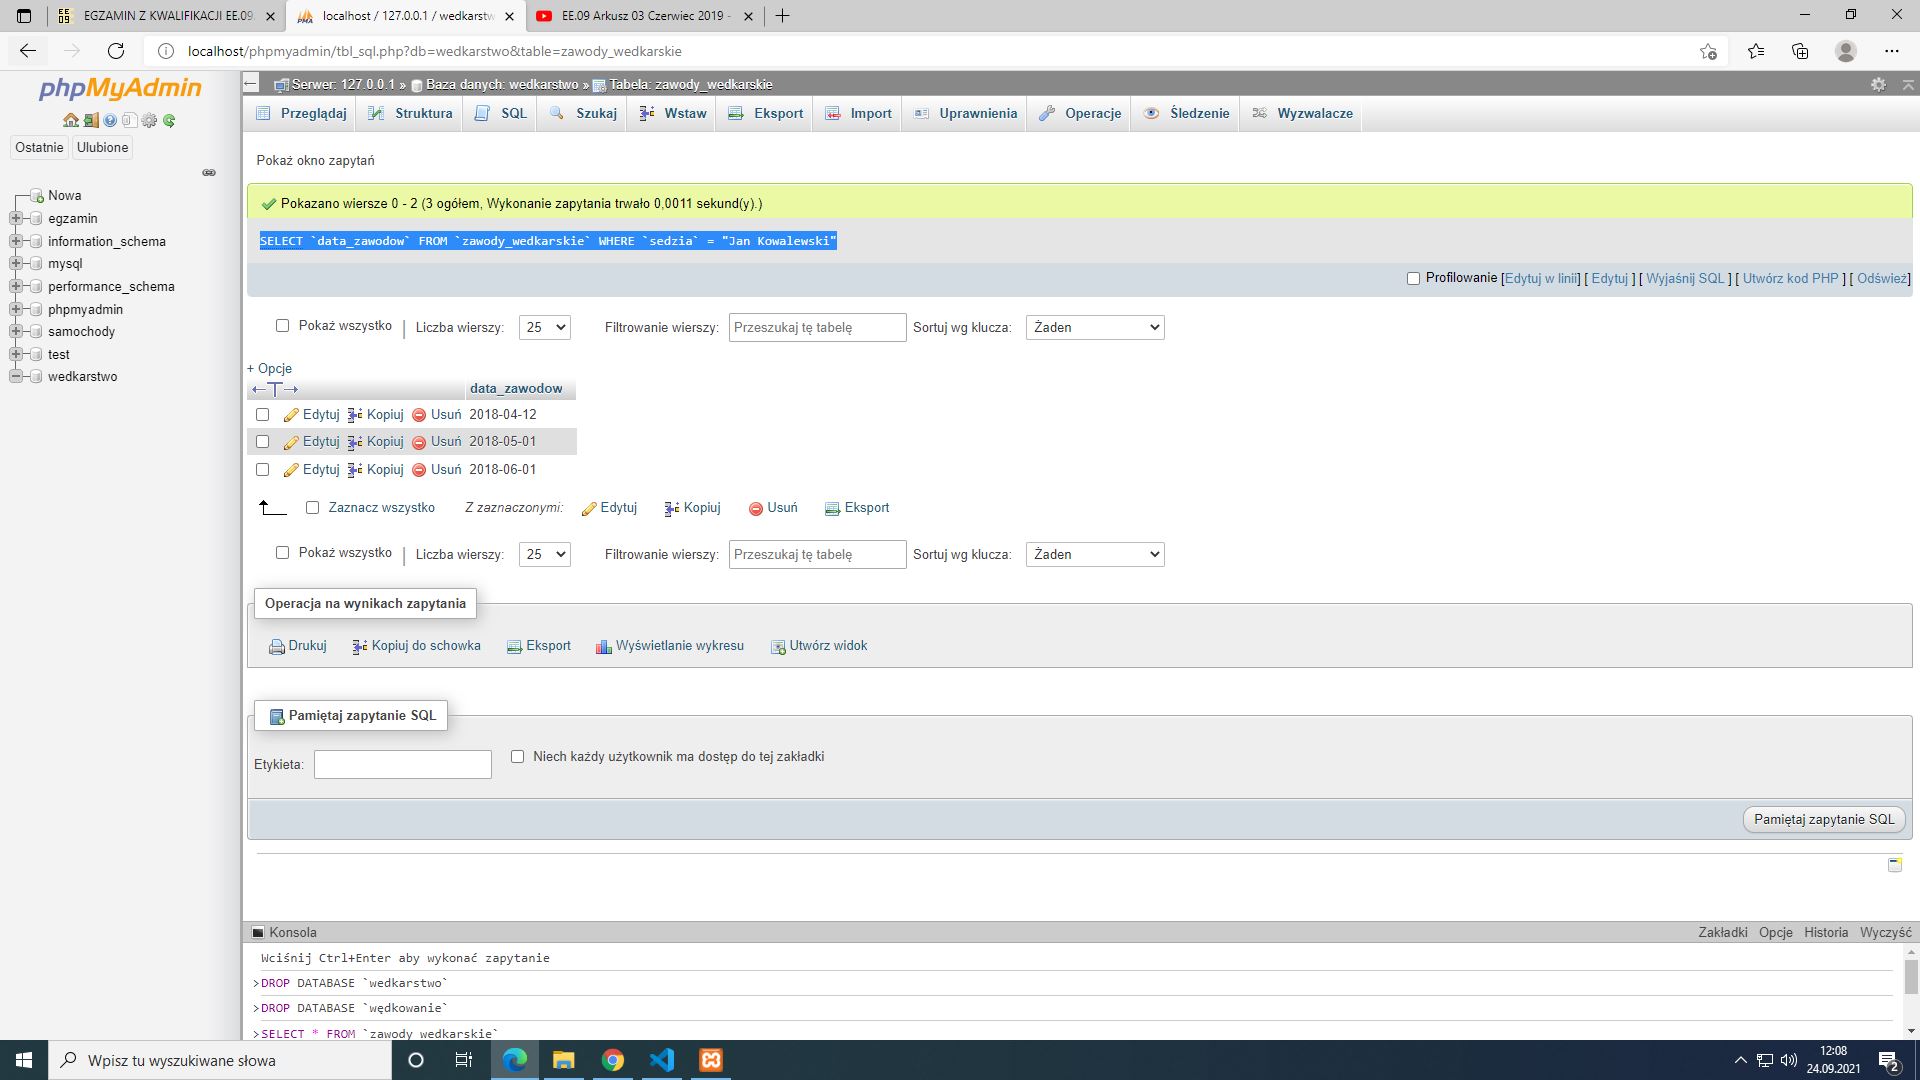 EE 09
EGZAMIN Z KWALIFIKACJI EE.09
localhost / 127.0.0.1 / wedkarstw
EE.09 Arkusz 03 Czerwiec 2019 -
localhost/phpmyadmin/tbl_sql.php?db=wedkarstwo&table=zawody_wedkarskie
phpMyAdmin
Ostatnie Ulubione
Nowa
egzamin
information_schema
mysql
performance_schema
phpmyadmin
samochody
test
wedkarstwo
Serwer: 127.0.0.1 » Baza danych: wedkarstwo » Tabela: zawody_wedkarskie
Przeglądaj Struktura SQL Szukaj Wstaw Eksport Import Uprawnienia Operacje Śledzenie Wyzwalacze
Pokaż okno zapytań
Pokazano wiersze 0 - 2 (3 ogółem, Wykonanie zapytania trwało 0,0011 sekund(y).)
SELECT `data_zawodow` FROM `zawody_wedkarskie` WHERE `sedzia` = "Jan Kowalewski"
Profilowanie [Edytuj w linii] [ Edytuj ] [ Wyjaśnij SQL ] [ Utwórz kod PHP ] [ Odśwież]
Pokaż wszystko | Liczba wierszy: 25 Filtrowanie wierszy: Przeszukaj tę tabelę Sortuj wg klucza: Żaden
+ Opcje
←T→ data_zawodow
Edytuj Kopiuj Usuń 2018-04-12
Edytuj Kopiuj Usuń 2018-05-01
Edytuj Kopiuj Usuń 2018-06-01
Zaznacz wszystko Z zaznaczonymi: Edytuj Kopiuj Usuń Eksport
Pokaż wszystko | Liczba wierszy: 25 Filtrowanie wierszy: Przeszukaj tę tabelę Sortuj wg klucza: Żaden
Operacja na wynikach zapytania
Drukuj Kopiuj do schowka Eksport Wyświetlanie wykresu Utwórz widok
Pamiętaj zapytanie SQL
Etykieta: Niech każdy użytkownik ma dostęp do tej zakładki
Pamiętaj zapytanie SQL
Konsola Zakładki Opcje Historia Wyczyść
Wciśnij Ctrl+Enter aby wykonać zapytanie
>DROP DATABASE `wedkarstwo`
>DROP DATABASE `wędkowanie`
>SELECT * FROM `zawody_wedkarskie`
Wpisz tu wyszukiwane słowa
12:08
24.09.2021
2